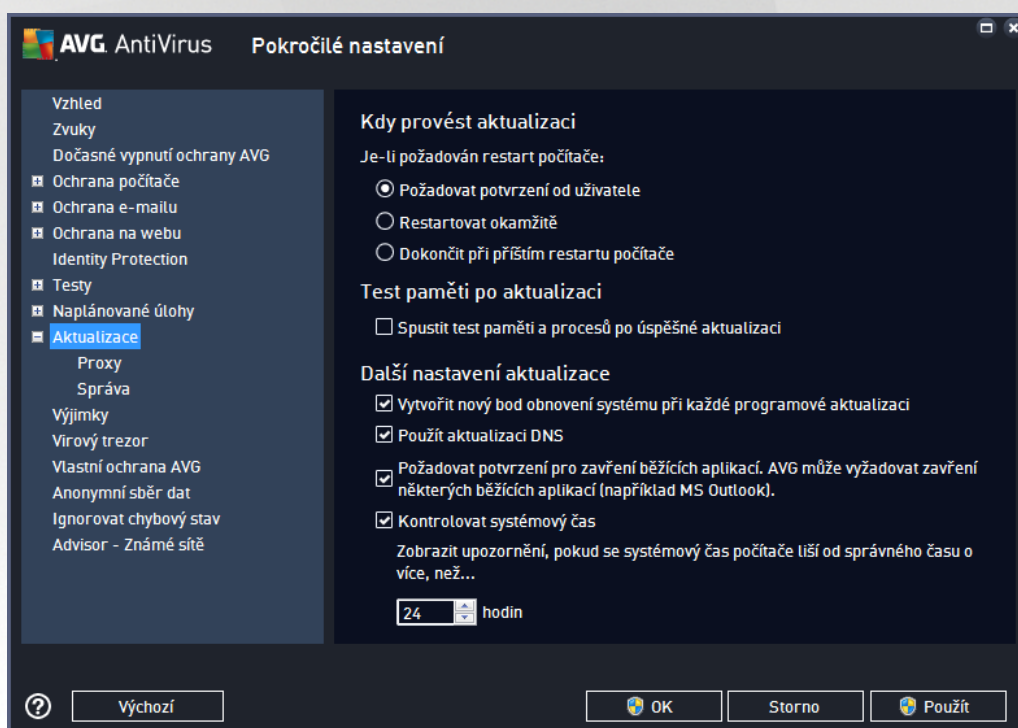 AVG AntiVirus Pokročilé nastavení
Vzhled
Zvuky
Dočasné vypnutí ochrany AVG
Ochrana počítače
Ochrana e-mailu
Ochrana na webu
Identity Protection
Testy
Naplánované úlohy
Aktualizace
Proxy
Správa
Výjimky
Virový trezor
Vlastní ochrana AVG
Anonymní sběr dat
Ignorovat chybový stav
Advisor - Známé sítě
Kdy provést aktualizaci
Je-li požadován restart počítače:
Požadovat potvrzení od uživatele
Restartovat okamžitě
Dokončit při příštím restartu počítače
Test paměti po aktualizaci
Spustit test paměti a procesů po úspěšné aktualizaci
Další nastavení aktualizace
Vytvořit nový bod obnovení systému při každé programové aktualizaci
Použít aktualizaci DNS
Požadovat potvrzení pro zavření běžících aplikací. AVG může vyžadovat zavření
některých běžících aplikací (například MS Outlook).
Kontrolovat systémový čas
Zobrazit upozornění, pokud se systémový čas počítače liší od správného času o
více, než...
24 hodin
? Výchozí OK Storno Použít